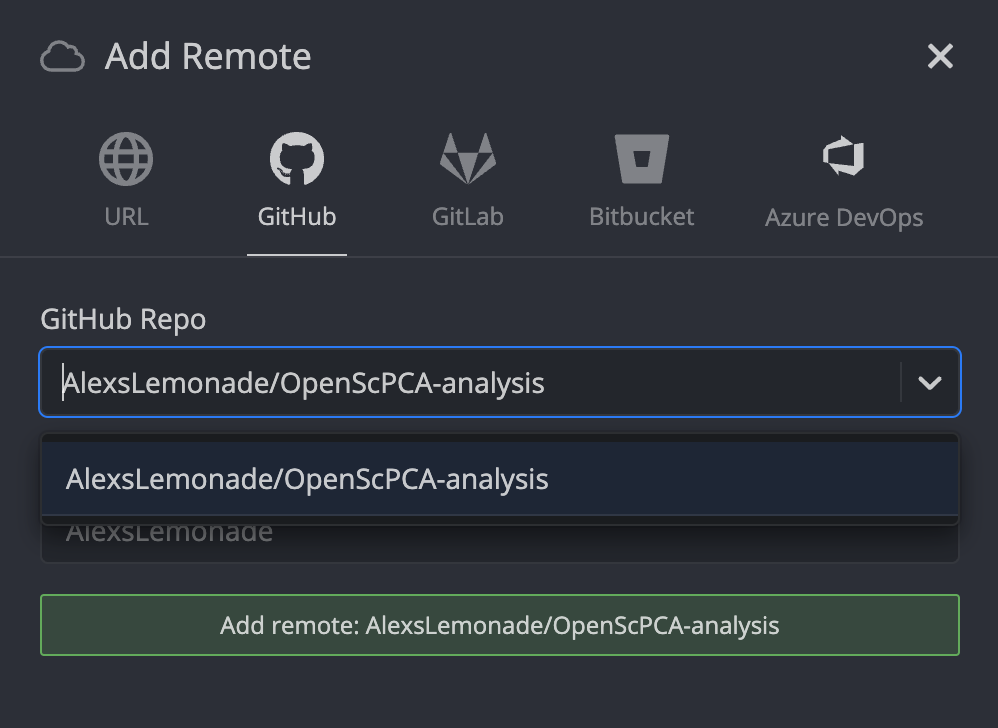 Add Remote
URL
GitHub
GitLab
Bitbucket
Azure DevOps
GitHub Repo
AlexsLemonade/OpenScPCA-analysis
AlexsLemonade/OpenScPCA-analysis
AlexsLemonade
Add remote: AlexsLemonade/OpenScPCA-analysis